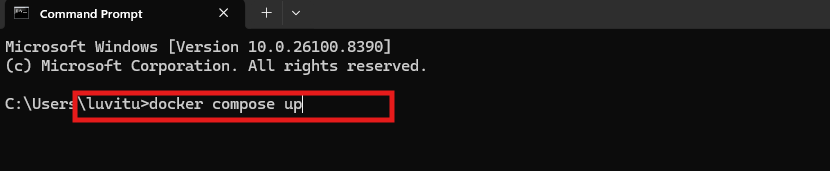 Command Prompt
Microsoft Windows [Version 10.0.26100.8390]
(c) Microsoft Corporation. All rights reserved.
C:\Users\luvitu>docker compose up